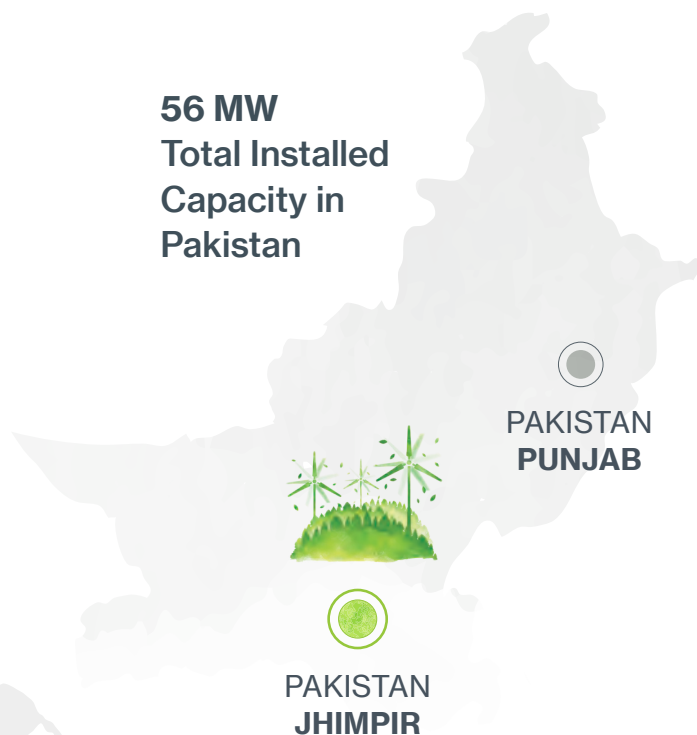 56 MW
Total Installed
Capacity in
Pakistan
PAKISTAN
PUNJAB
PAKISTAN
JHIMPIR